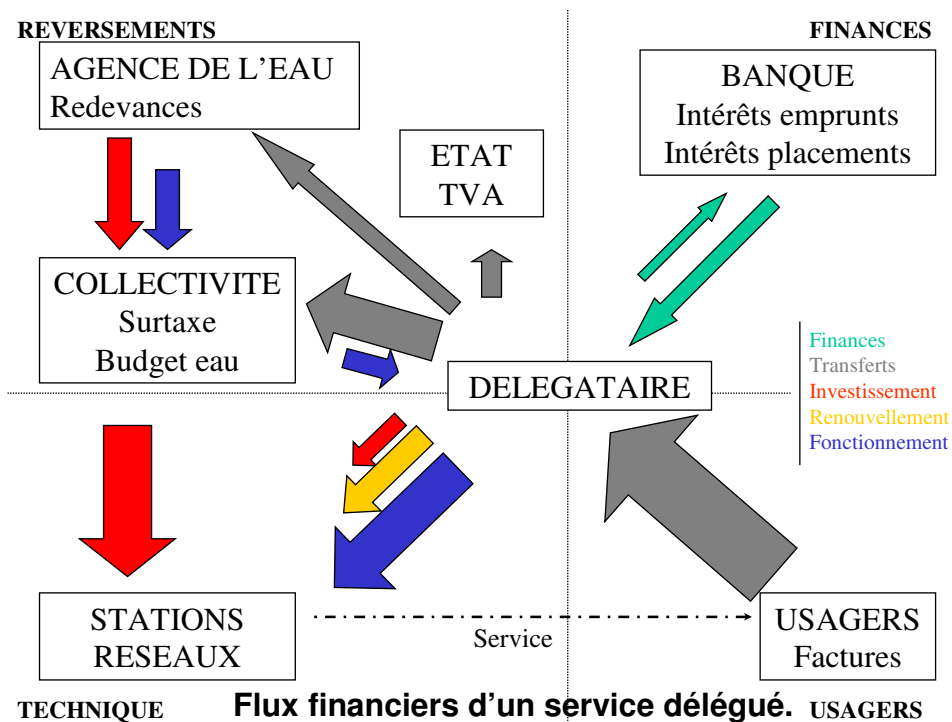 REVERSEMENTS
FINANCES
AGENCE DE L'EAU
Redevances
BANQUE
Intérêts emprunts
Intérêts placements
ETAT
TVA
COLLECTIVITE
Surtaxe
Budget eau
DELEGATAIRE
Finances
Transferts
Investissement
Renouvellement
Fonctionnement
STATIONS
RESEAUX
Service
USAGERS
Factures
TECHNIQUE
Flux financiers d'un service délégué.
USAGERS